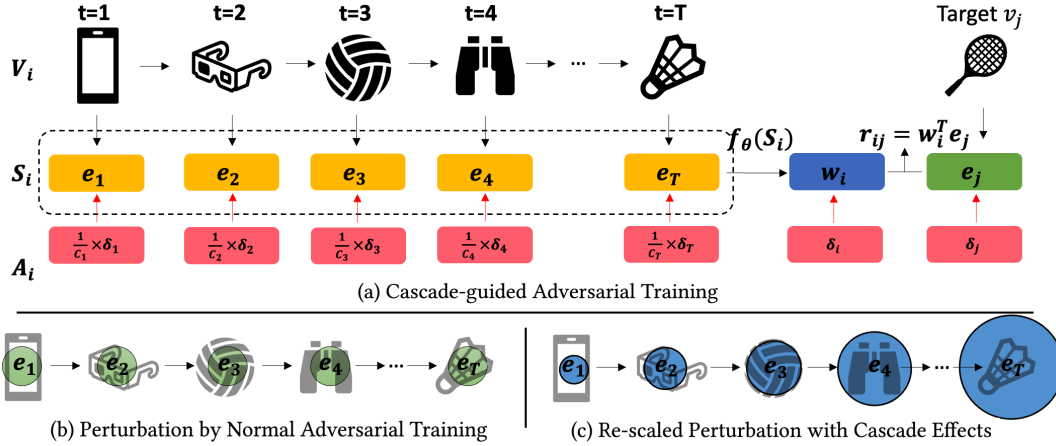 t=1 t=2 t=3 t=4 t=T Target v_j
V_i ...
f_θ(S_i) r_{ij} = w_i^T e_j
S_i e_1 e_2 e_3 e_4 e_T w_i e_j
A_i 1/C_1 ×δ_1 1/C_2 ×δ_2 1/C_3 ×δ_3 1/C_4 ×δ_4 1/C_T ×δ_T δ_i δ_j
(a) Cascade-guided Adversarial Training
e_1 e_2 e_3 e_4 ... e_T
(b) Perturbation by Normal Adversarial Training
e_1 e_2 e_3 e_4 ... e_T
(c) Re-scaled Perturbation with Cascade Effects